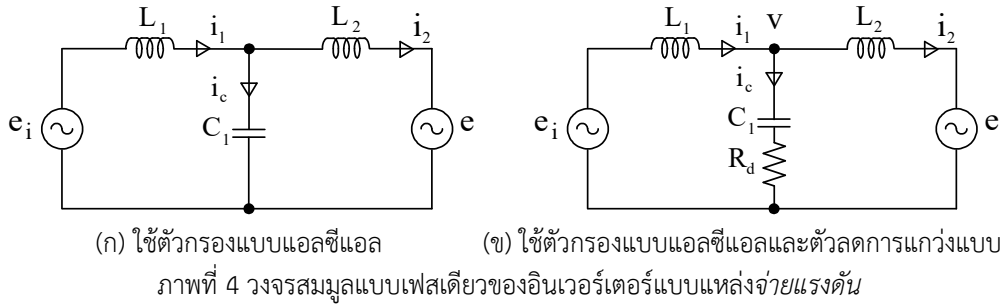 L₁ i₁ L₂ i₂
i_c
e_i C₁ e
(ก) ใช้ตัวกรองแบบแอลซีแอล
L₁ i₁ v L₂ i₂
i_c
e_i C₁ e
R_d
(ข) ใช้ตัวกรองแบบแอลซีแอลและตัวลดการแกว่งแบบ
ภาพที่ 4 วงจรสมมูลแบบเฟสเดียวของอินเวอร์เตอร์แบบแหล่งจ่ายแรงดัน